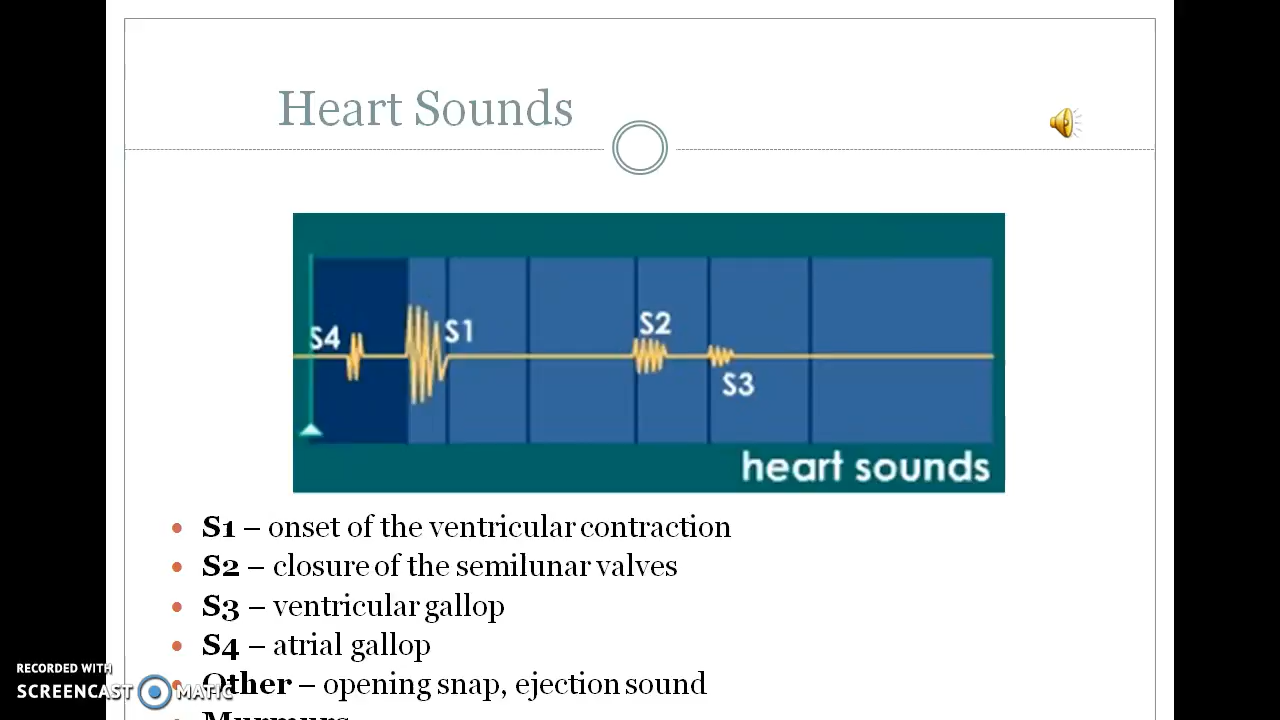 Heart Sounds
S4
S1
S2
S3
heart sounds
• S1 – onset of the ventricular contraction
• S2 – closure of the semilunar valves
• S3 – ventricular gallop
• S4 – atrial gallop
• Other – opening snap, ejection sound
Murmurs
RECORDED WITH
SCREENCAST MATIC